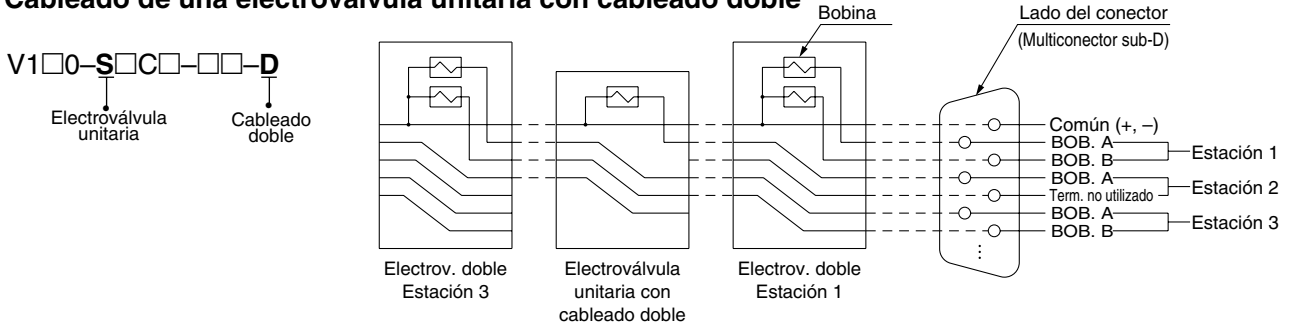 Cableado de una electroválvula unitaria con cableado doble
V1□0–S□C□–□□–D
Electroválvula
unitaria
Cableado
doble
Bobina
Lado del conector
(Multiconector sub-D)
Común (+, –)
BOB. A
BOB. B
Estación 1
BOB. A
Term. no utilizado
Estación 2
BOB. A
BOB. B
Estación 3
Electrov. doble
Estación 3
Electroválvula
unitaria con
cableado doble
Electrov. doble
Estación 1